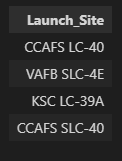 Launch_Site
CCAFS LC-40
VAFB SLC-4E
KSC LC-39A
CCAFS SLC-40